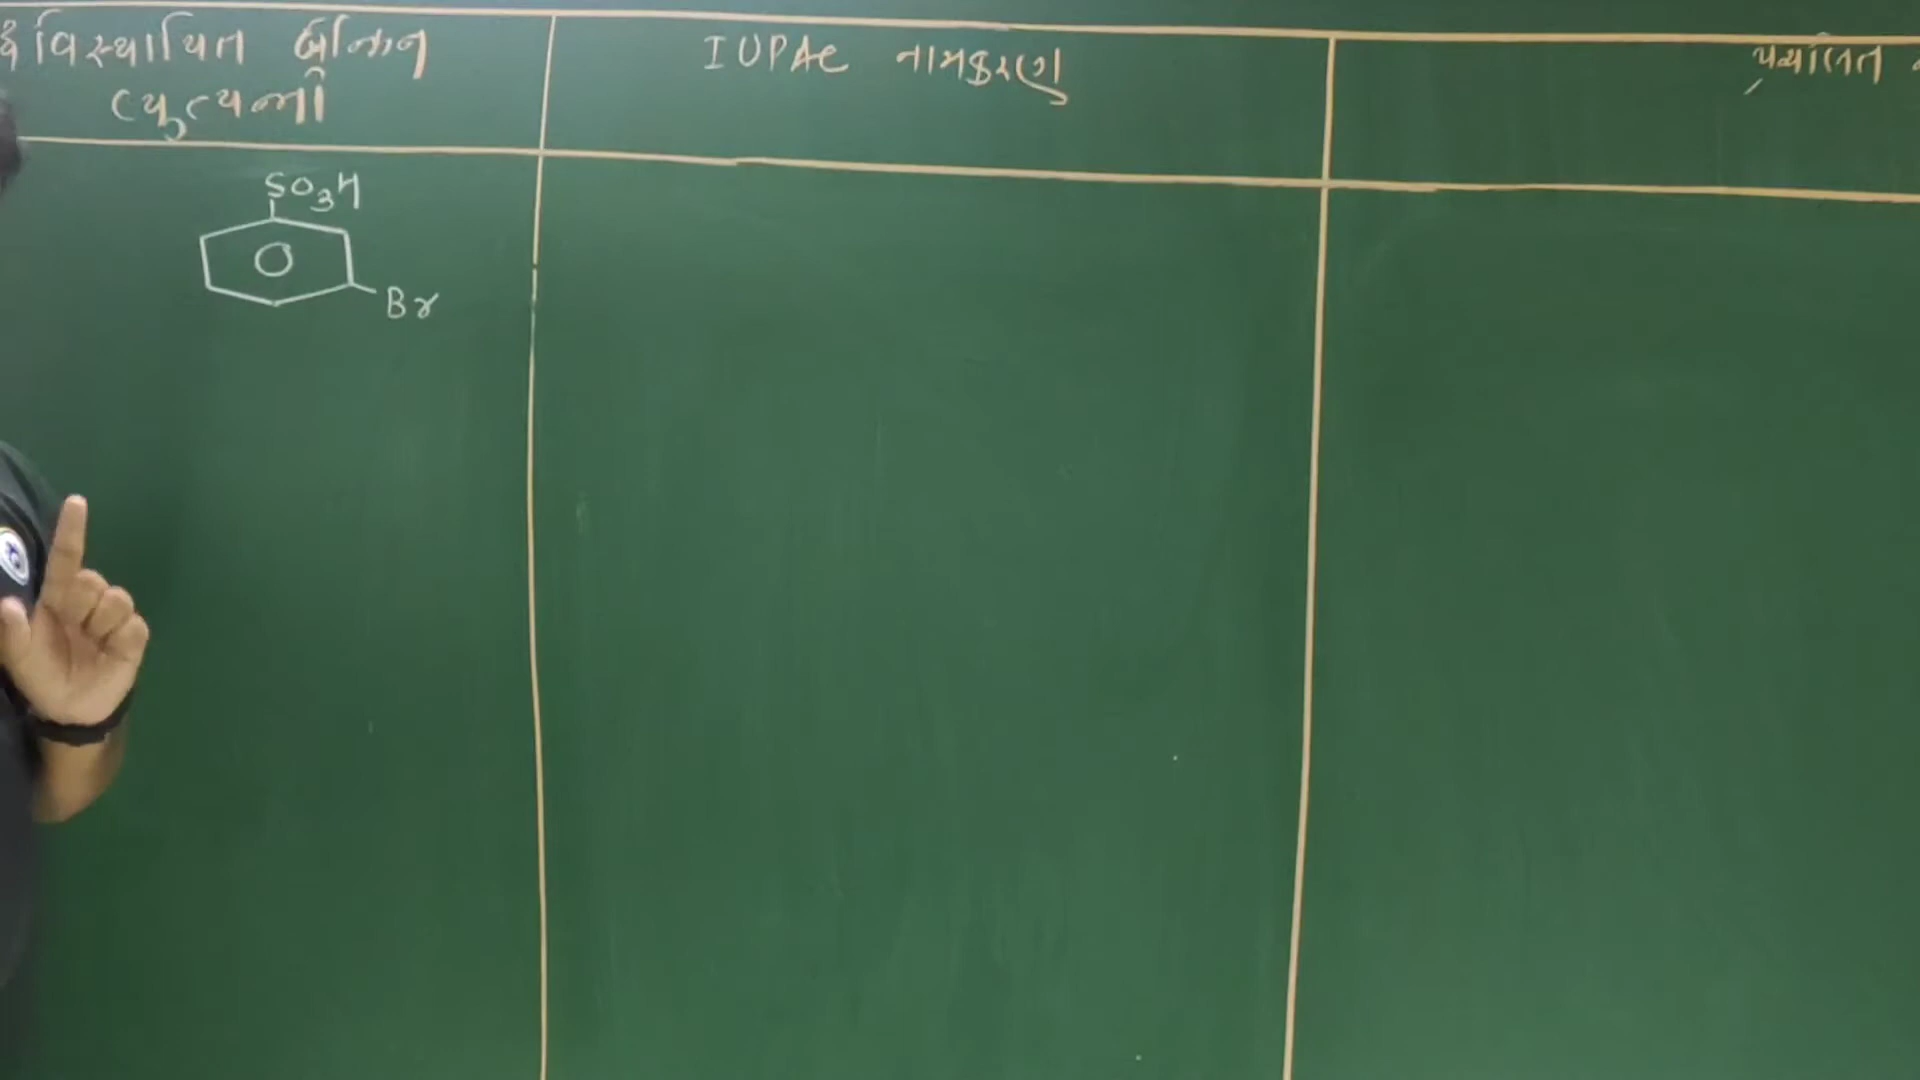 વિસ્થાપિત બેન્ઝિન
વ્યુત્પન્નો
IUPAC નામકરણ
પ્રચલિત
SO3H
Br